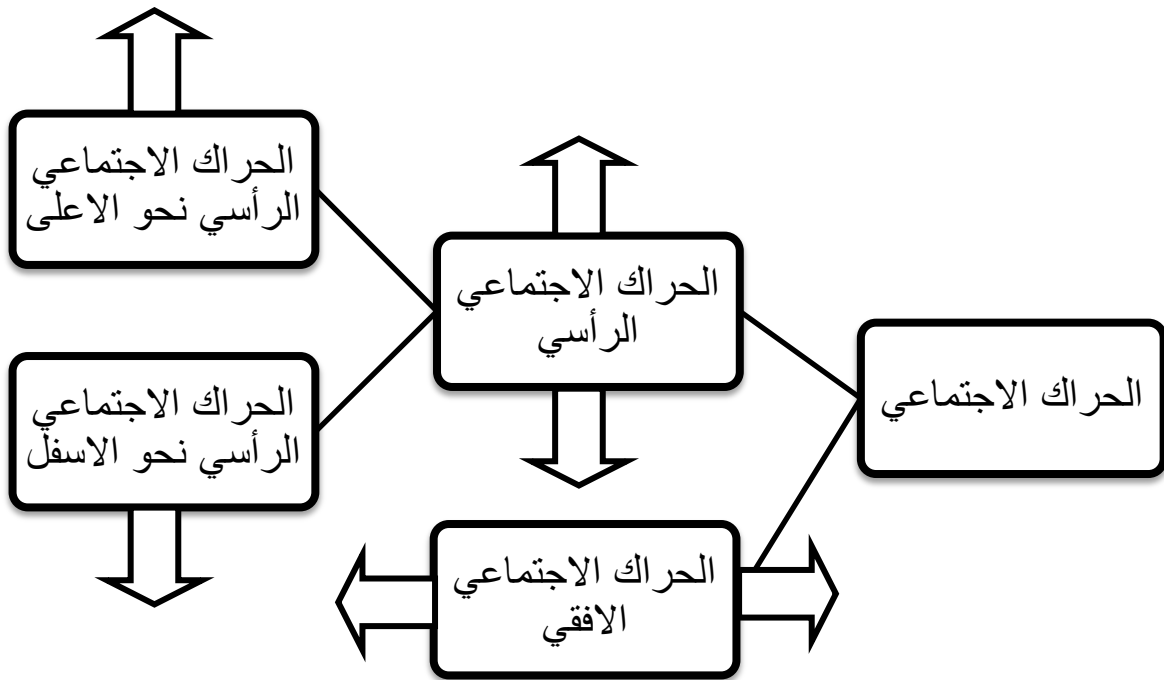 الحراك الاجتماعي
الحراك الاجتماعي
الرأسي
الحراك الاجتماعي
الافقي
الحراك الاجتماعي
الرأسي نحو الاعلى
الحراك الاجتماعي
الرأسي نحو الاسفل